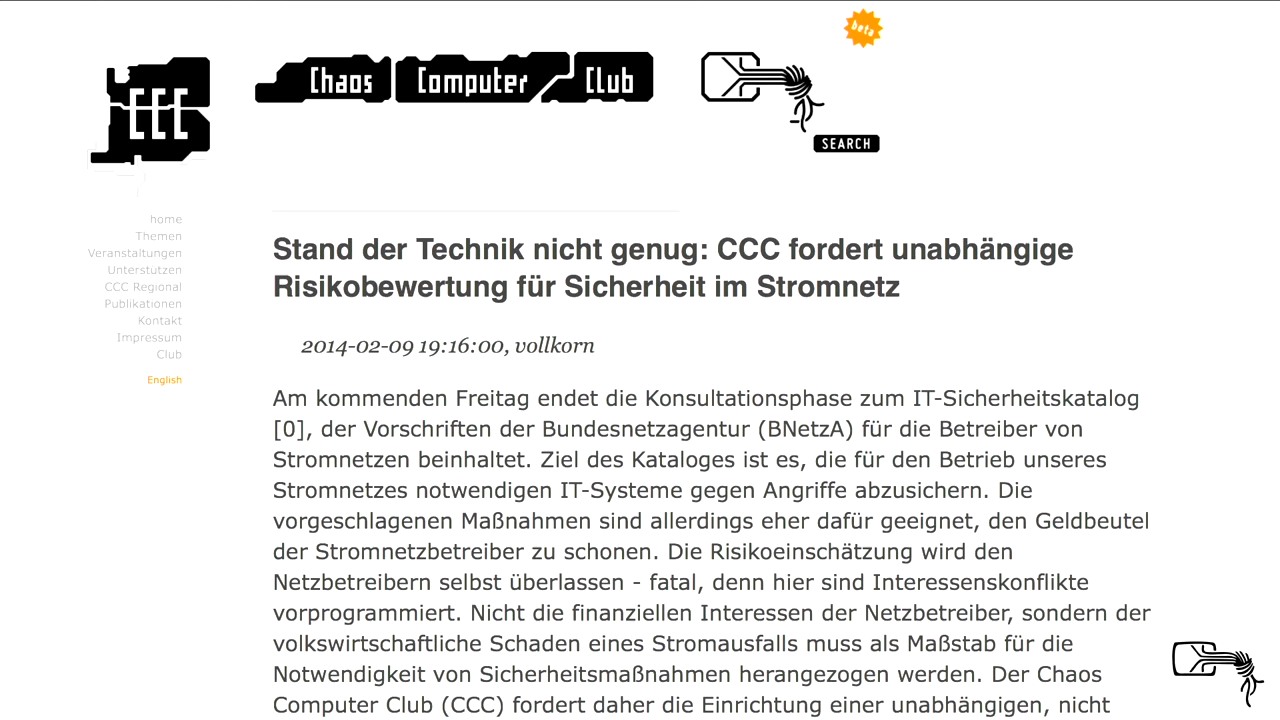 beta
CCC
Chaos Computer Club
SEARCH
home
Themen
Veranstaltungen
Unterstutzen
CCC Regional
Publikationen
Kontakt
Impressum
Club
English
Stand der Technik nicht genug: CCC fordert unabhängige
Risikobewertung für Sicherheit im Stromnetz
2014-02-09 19:16:00, vollkorn
Am kommenden Freitag endet die Konsultationsphase zum IT-Sicherheitskatalog
[0], der Vorschriften der Bundesnetzagentur (BNetzA) für die Betreiber von
Stromnetzen beinhaltet. Ziel des Kataloges ist es, die für den Betrieb unseres
Stromnetzes notwendigen IT-Systeme gegen Angriffe abzusichern. Die
vorgeschlagenen Maßnahmen sind allerdings eher dafür geeignet, den Geldbeutel
der Stromnetzbetreiber zu schonen. Die Risikoeinschätzung wird den
Netzbetreibern selbst überlassen - fatal, denn hier sind Interessenskonflikte
vorprogrammiert. Nicht die finanziellen Interessen der Netzbetreiber, sondern der
volkswirtschaftliche Schaden eines Stromausfalls muss als Maßstab für die
Notwendigkeit von Sicherheitsmaßnahmen herangezogen werden. Der Chaos
Computer Club (CCC) fordert daher die Einrichtung einer unabhängigen, nicht